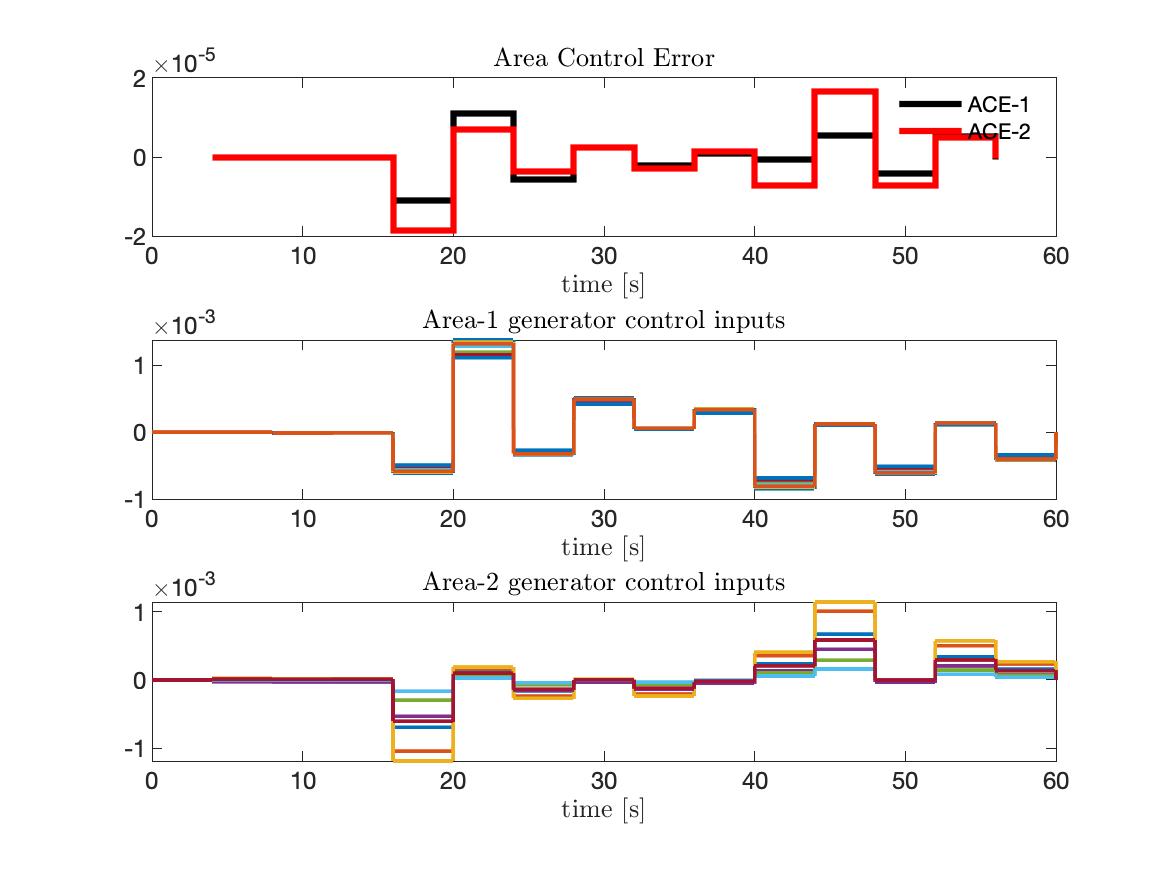 ×10-5
Area Control Error
2
0
-2
ACE-1
ACE-2
0 10 20 30 40 50 60
time [s]
×10-3
Area-1 generator control inputs
1
0
-1
0 10 20 30 40 50 60
time [s]
×10-3
Area-2 generator control inputs
1
0
-1
0 10 20 30 40 50 60
time [s]